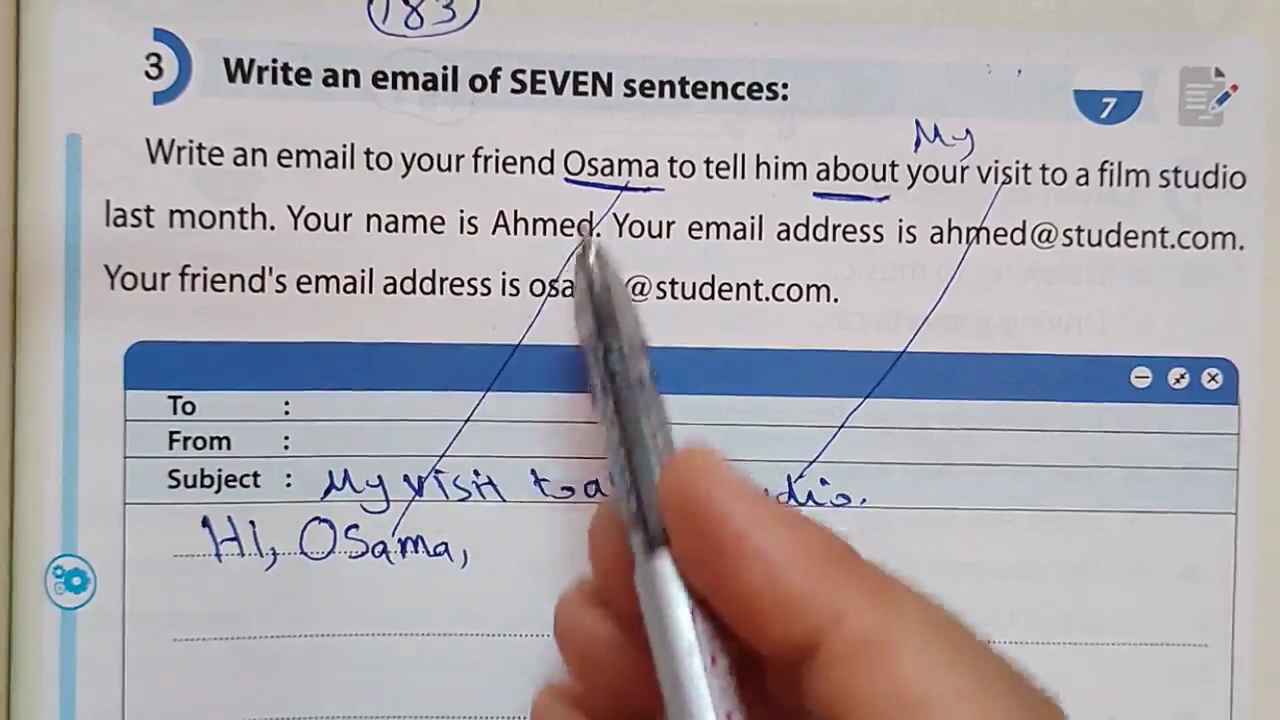 183
3 Write an email of SEVEN sentences:
7
My
Write an email to your friend Osama to tell him about your visit to a film studio
last month. Your name is Ahmed. Your email address is ahmed@student.com.
Your friend's email address is @student.com.
To :
From :
Subject : My visit to a
Hi, Osama,